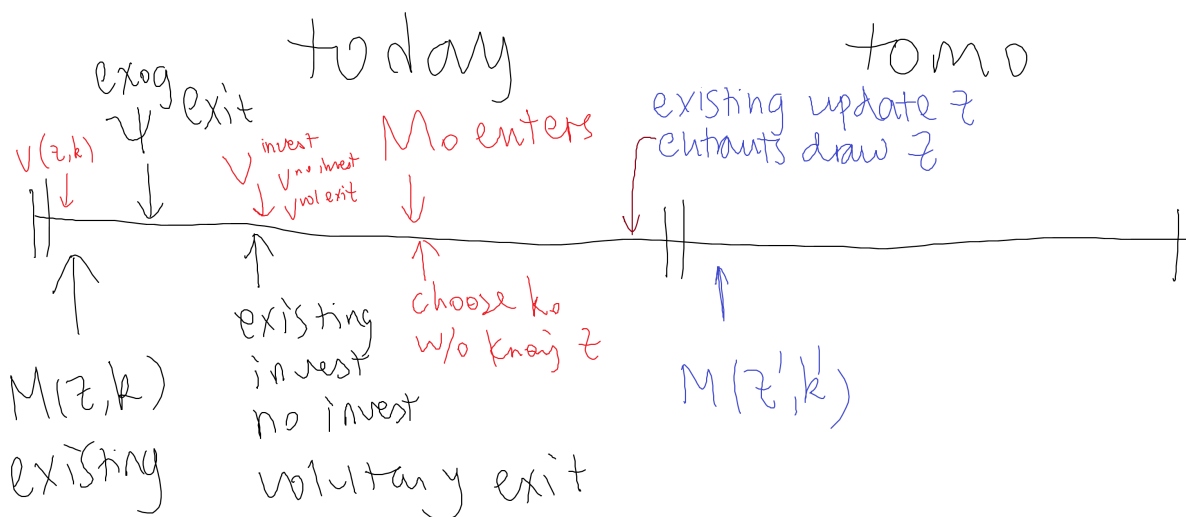 today
tomo
exog
ψ exit
V(z,k)
V invest
V no invest
V vol exit
Mo enters
existing update z
entrants draw z
M(z,k)
existing
existing
invest
no invest
voluntary exit
choose ko
w/o knoij z
M(z',k')